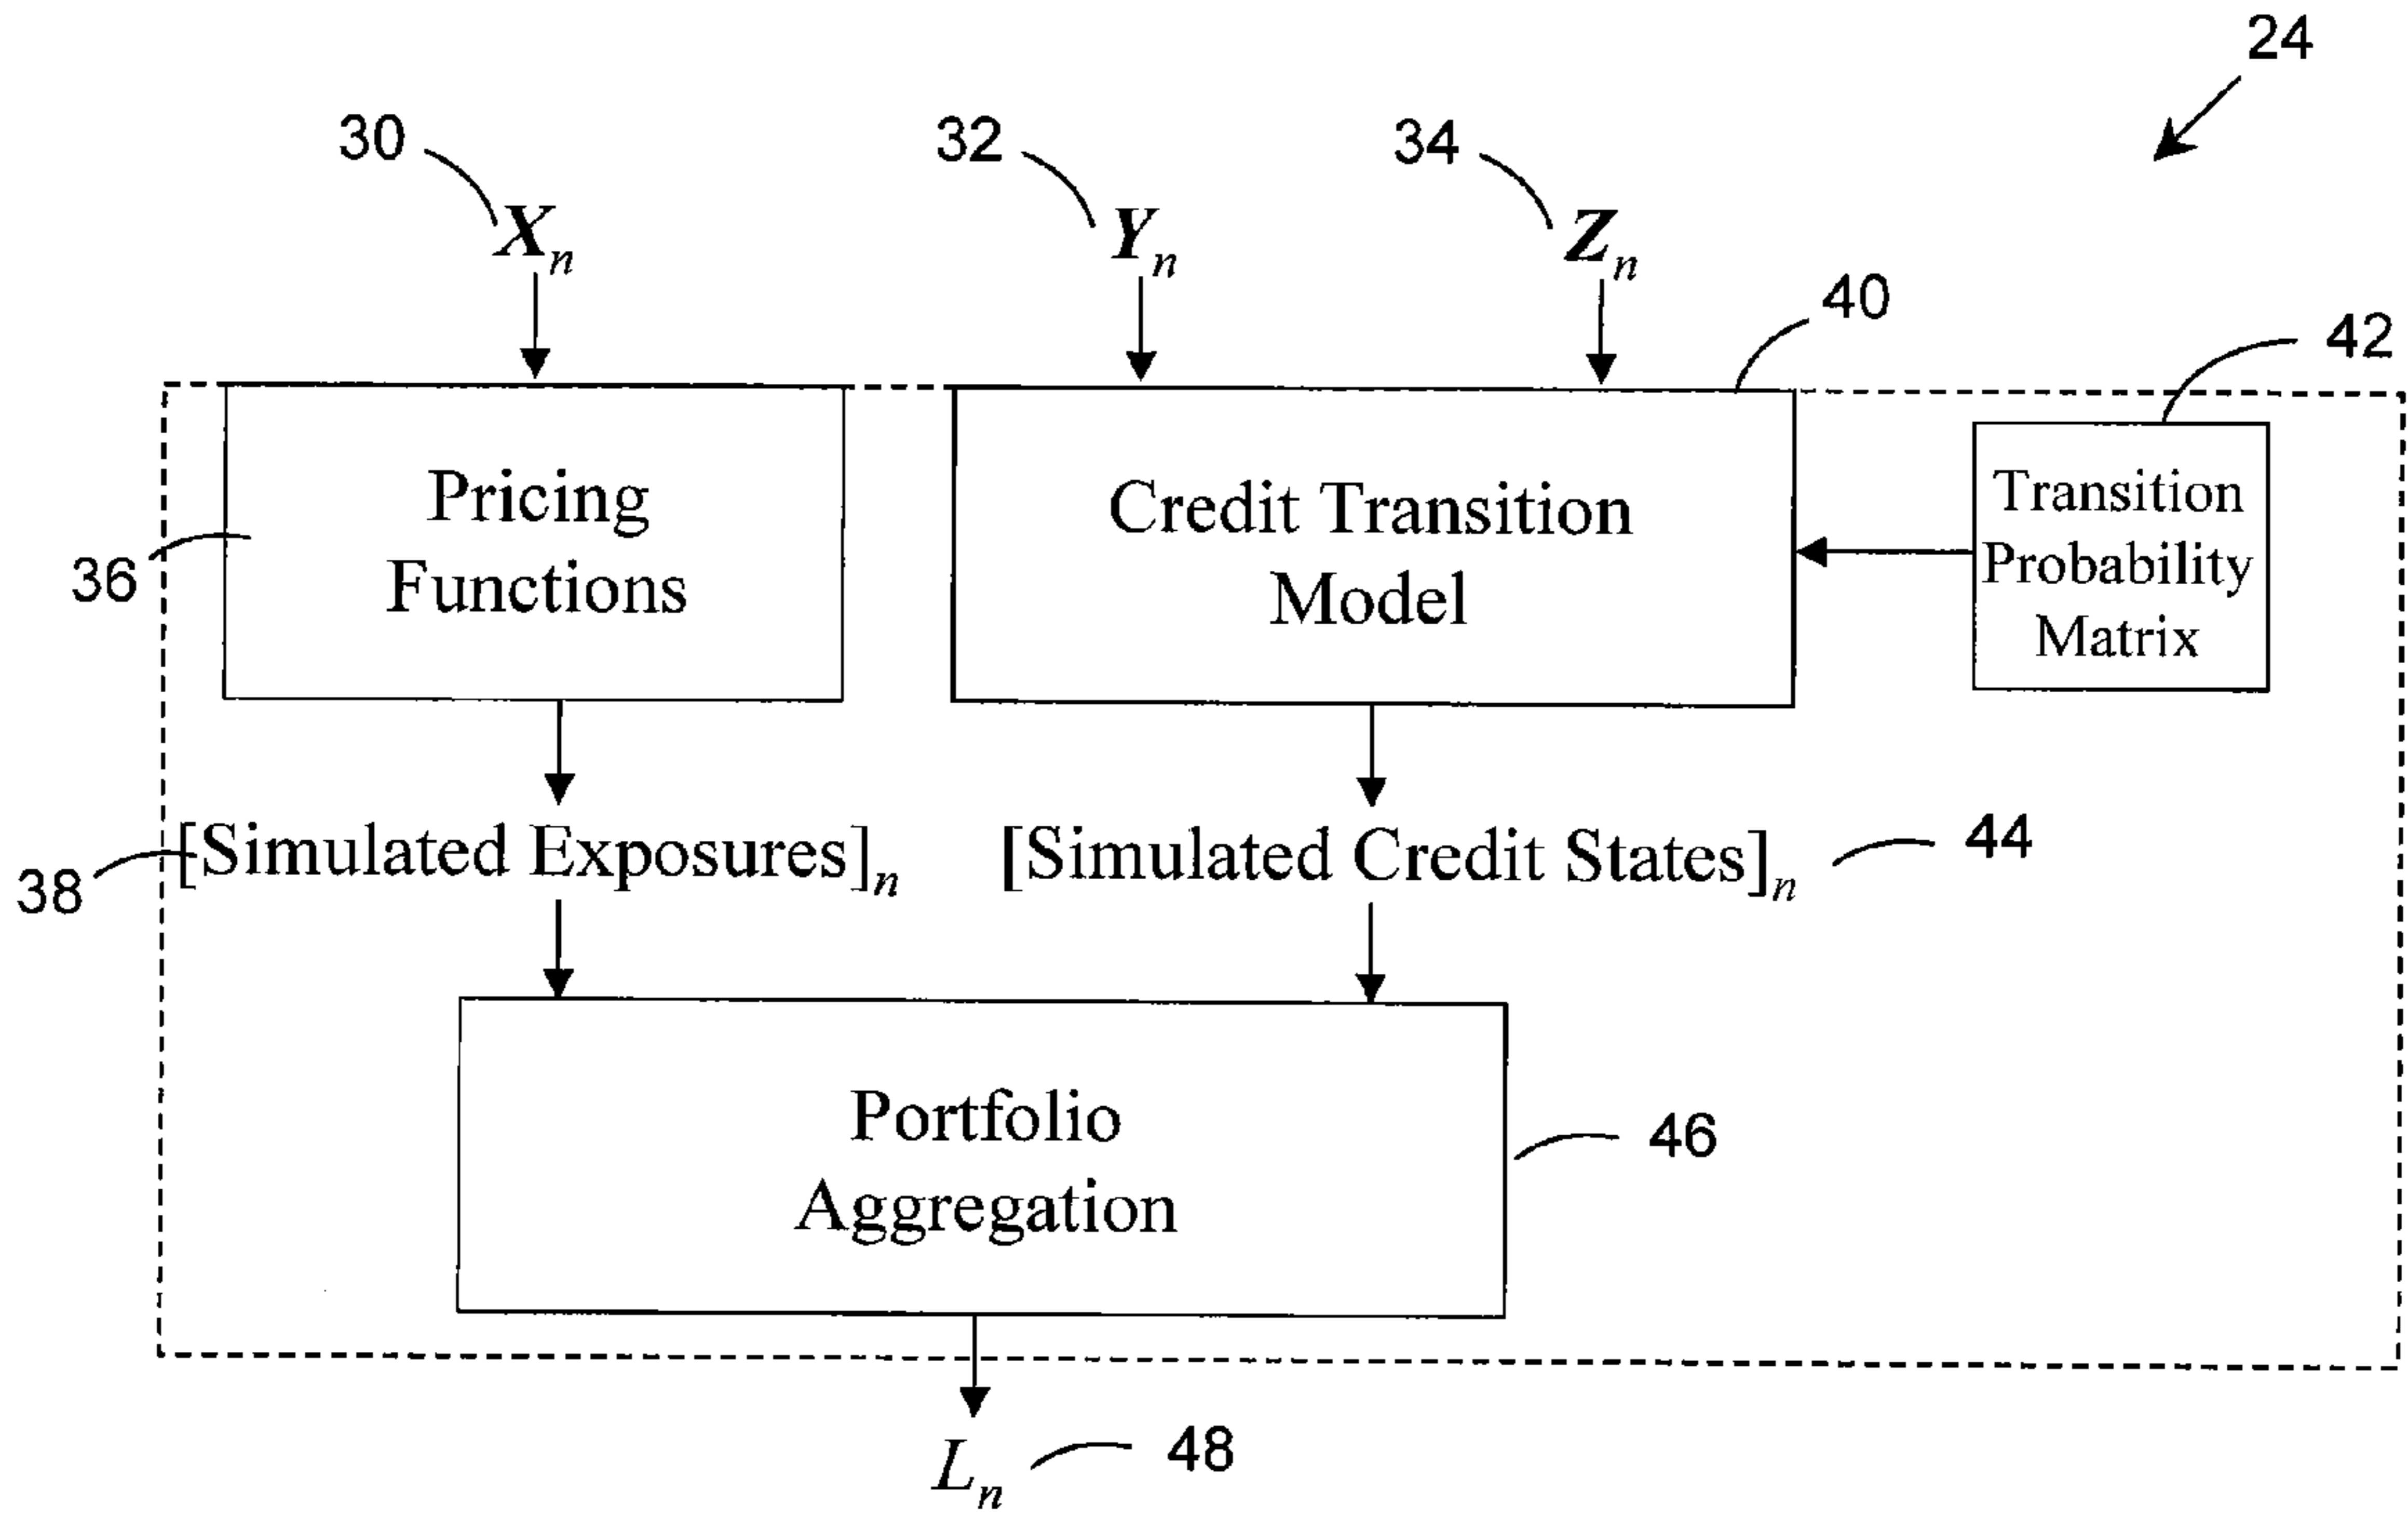 24
30
32
34
Xn
Yn
Zn
40
42
Pricing
Functions
Credit Transition
Model
Transition
Probability
Matrix
36
[Simulated Exposures]n
[Simulated Credit States]n
44
38
Portfolio
Aggregation
46
Ln
48